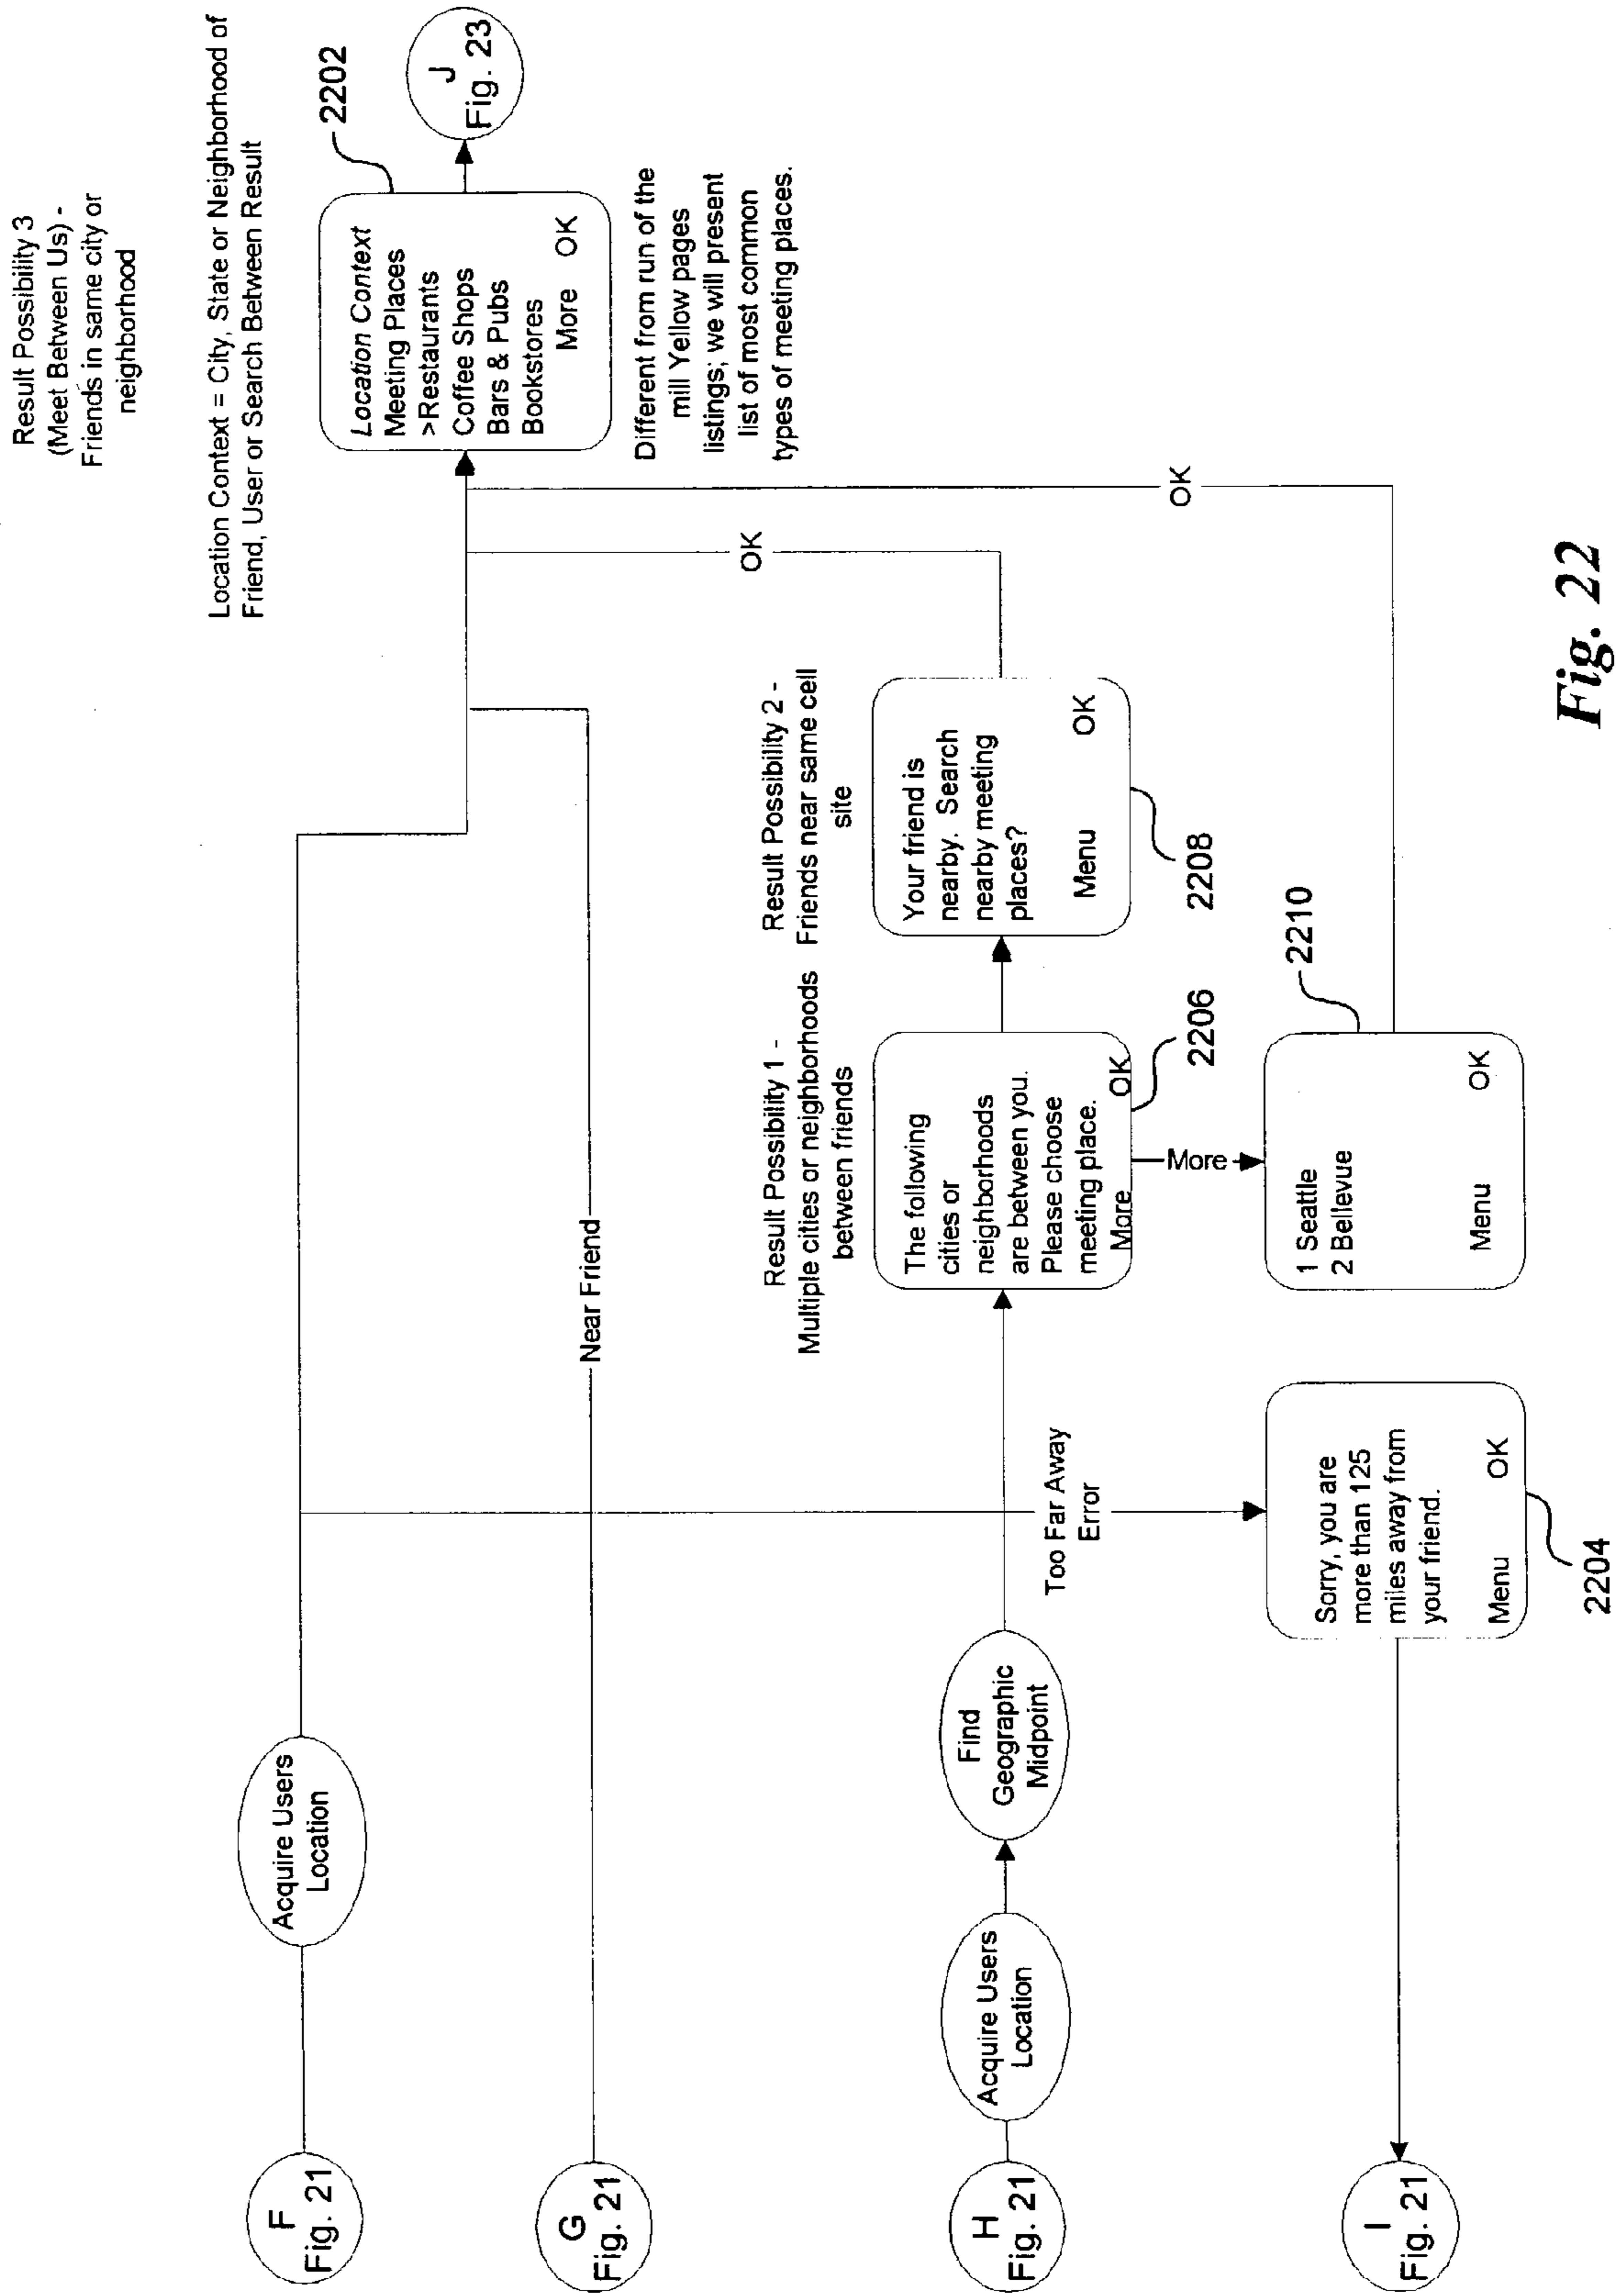 Result Possibility 3
(Meet Between Us) -
Friends in same city or
neighborhood
Location Context = City, State or Neighborhood of
Friend, User or Search Between Result
F
Fig. 21
Acquire Users
Location
2202
Location Context
Meeting Places
>Restaurants
Coffee Shops
Bars & Pubs
Bookstores
More OK
J
Fig. 23
Different from run of the
mill Yellow pages
listings; we will present
list of most common
types of meeting places.
G
Fig. 21
Near Friend
OK
OK
H
Fig. 21
Acquire Users
Location
Find
Geographic
Midpoint
Result Possibility 1 -
Multiple cities or neighborhoods
between friends
The following
cities or
neighborhoods
are between you.
Please choose
meeting place.
More OK
2206
Result Possibility 2 -
Friends near same cell
site
Your friend is
nearby. Search
nearby meeting
places?
Menu OK
2208
Too Far Away
Error
More
I
Fig. 21
Sorry, you are
more than 125
miles away from
your friend.
Menu OK
2204
1 Seattle
2 Bellevue
Menu OK
2210
Fig. 22